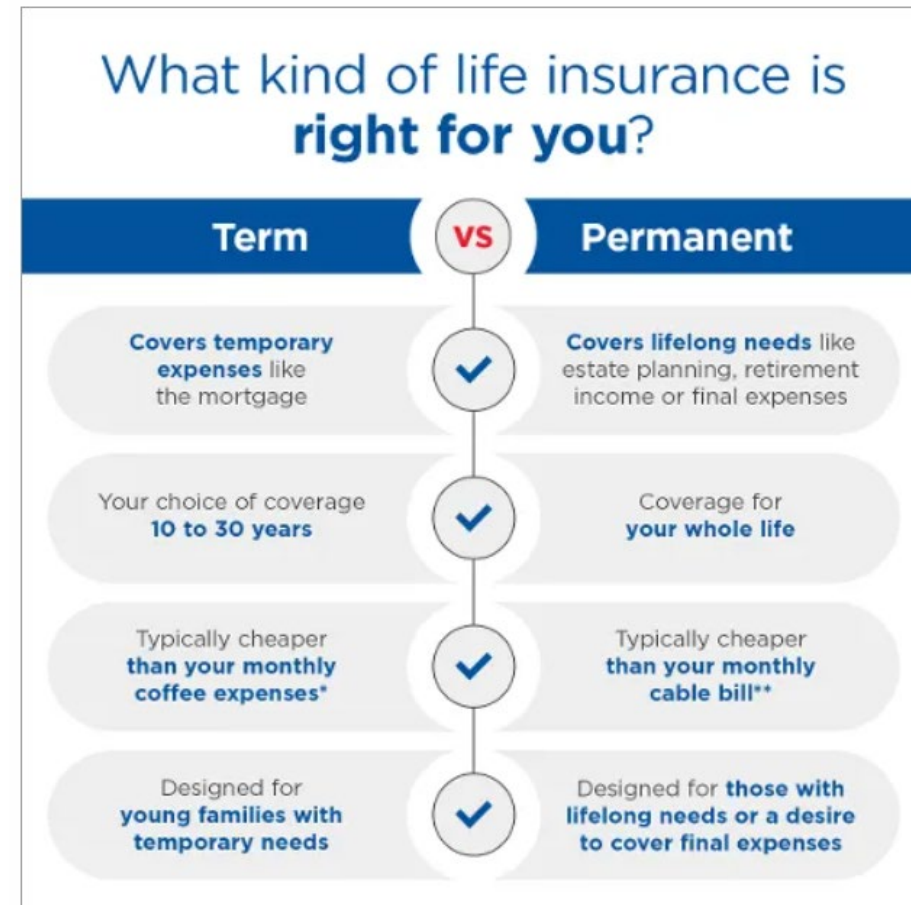 What kind of life insurance is
right for you?
Term
VS
Permanent
Covers temporary
expenses like
the mortgage
Covers lifelong needs like
estate planning, retirement
income or final expenses
Your choice of coverage
10 to 30 years
Coverage for
your whole life
Typically cheaper
than your monthly
coffee expenses*
Typically cheaper
than your monthly
cable bill**
Designed for
young families with
temporary needs
Designed for those with
lifelong needs or a desire
to cover final expenses